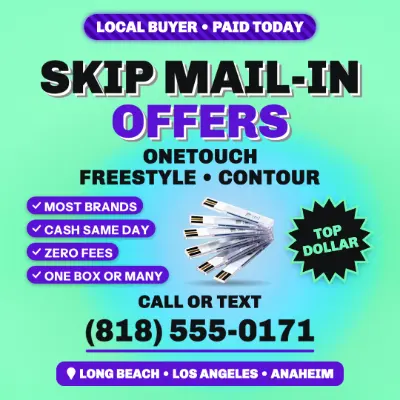 LOCAL BUYER • PAID TODAY
SKIP MAIL-IN
OFFERS
ONETOUCH
FREESTYLE • CONTOUR
MOST BRANDS
CASH SAME DAY
ZERO FEES
ONE BOX OR MANY
TOP
DOLLAR
CALL OR TEXT
(818) 555-0171
LONG BEACH • LOS ANGELES • ANAHEIM